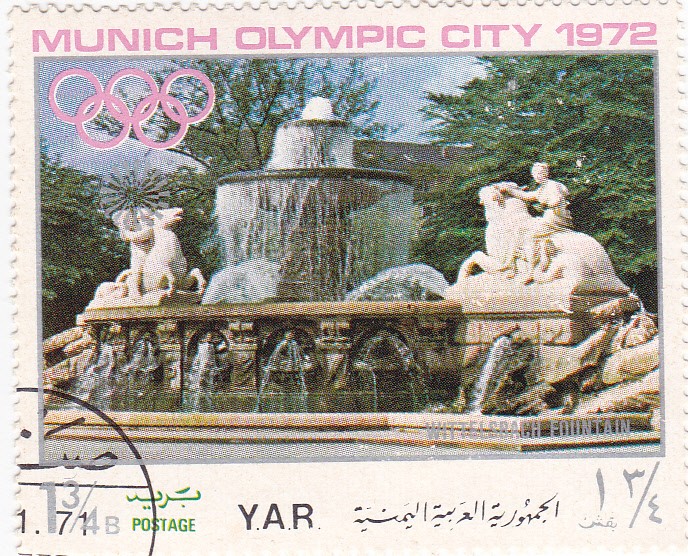 MUNICH OLYMPIC CITY 1972
WITTELSBACH FOUNTAIN
1 3/4 B
بريد
POSTAGE
Y.A.R.
الجمهورية العربية اليمنية
١ ٣/٤
بقش
1.71